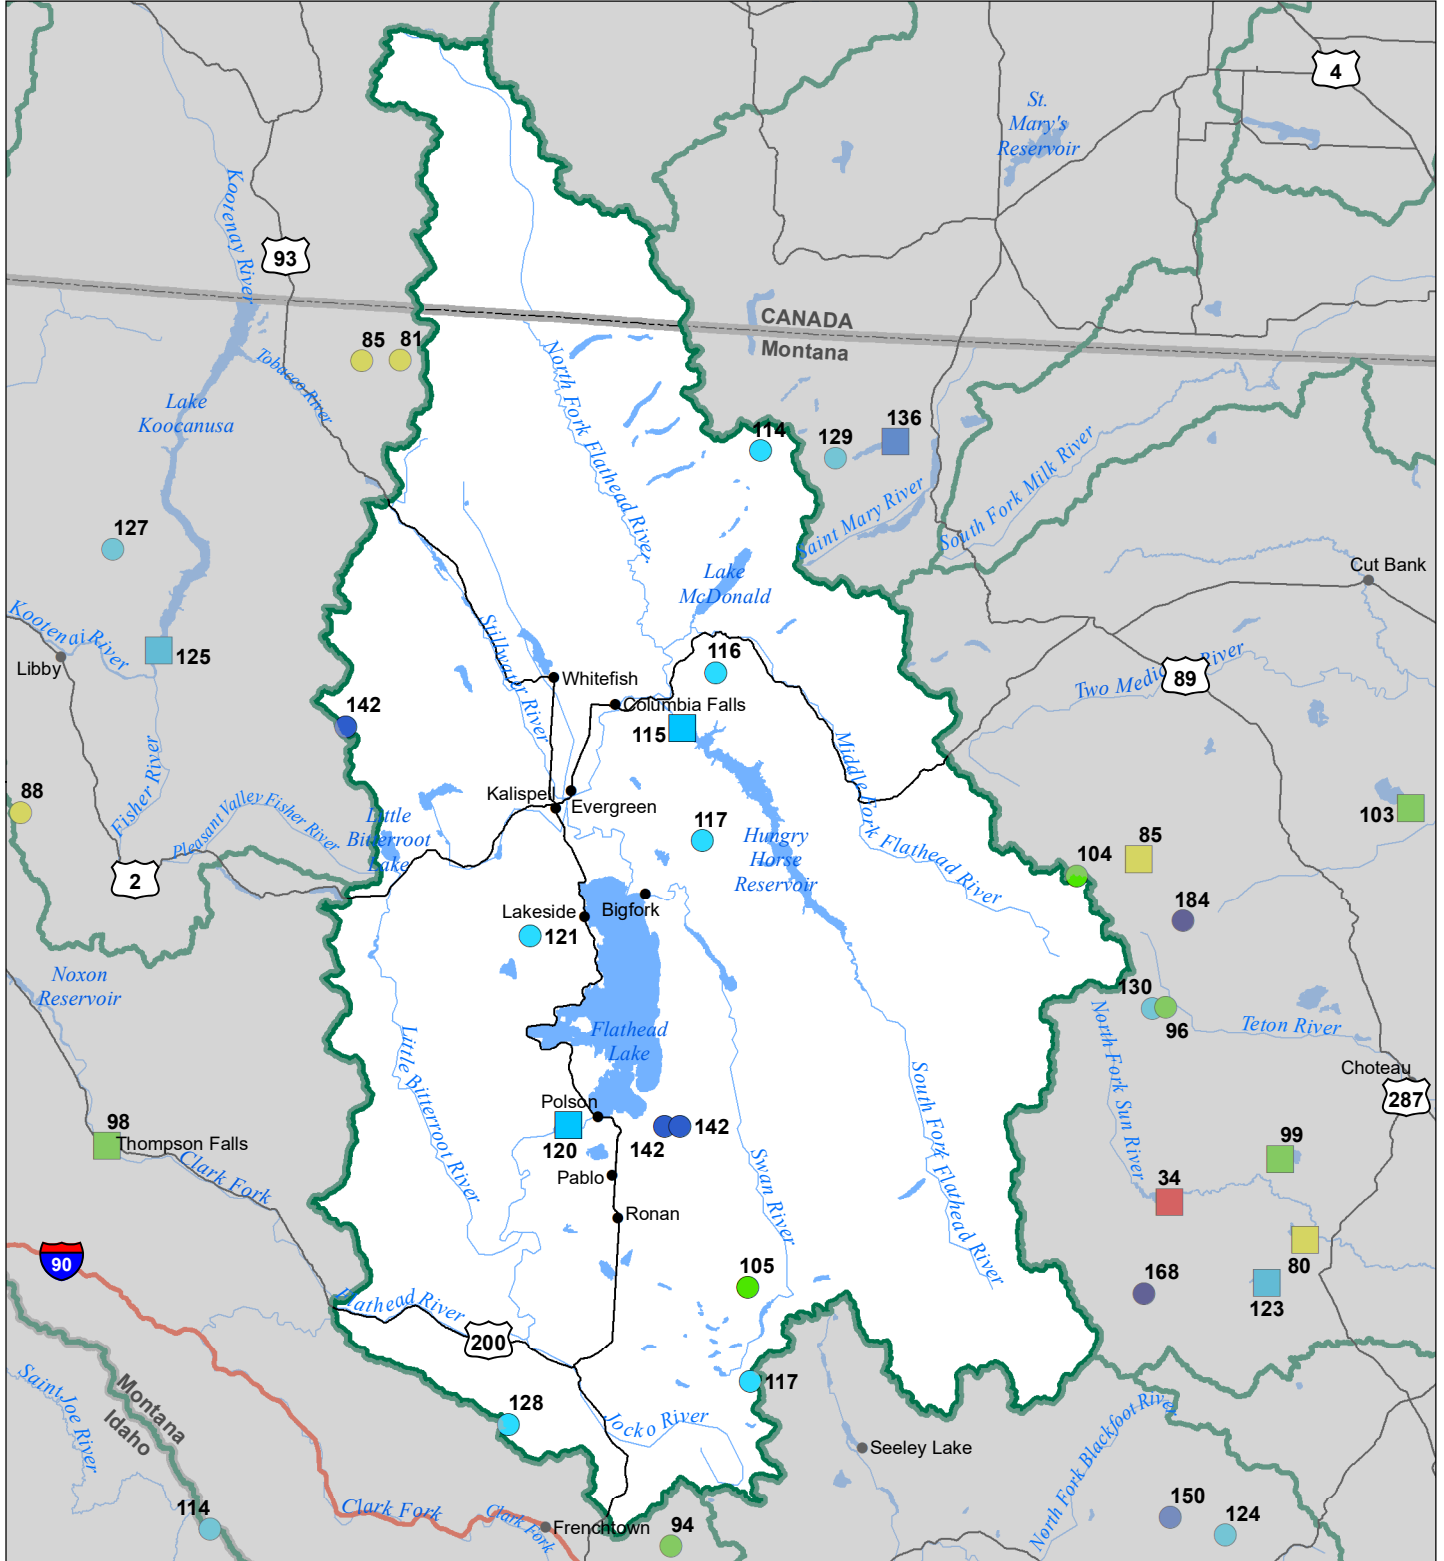 4
St.
Mary's
Reservoir
Kootenay River
93
CANADA
Montana
85
81
Tobacco River
North Fork Flathead River
Lake
Koocanusa
114
129
136
South Fork Milk River
Saint Mary River
127
Cut Bank
Lake
McDonald
Kootenai River
Libby
125
Stillwater River
116
Whitefish
Two Medicine River
89
142
Columbia Falls
115
Middle Fork Flathead River
Fisher River
88
Kalispell
Evergreen
103
Pleasant Valley Fisher River
Little
Bitterroot
Lake
117
Hungry
Horse
Reservoir
85
104
2
184
Lakeside
Bigfork
121
Noxon
Reservoir
130
96
Teton River
North Fork Sun River
Flathead
Lake
Little Bitterroot River
South Fork Flathead River
Choteau
287
Polson
98
Thompson Falls
120
142
142
99
Clark Fork
Pablo
Swan River
34
Ronan
90
105
168
80
123
Flathead River
200
117
Saint Joe River
Montana
Idaho
128
Jocko River
North Fork Blackfoot River
Seeley Lake
114
Clark Fork
Clark Fork
Frenchtown
94
150
124